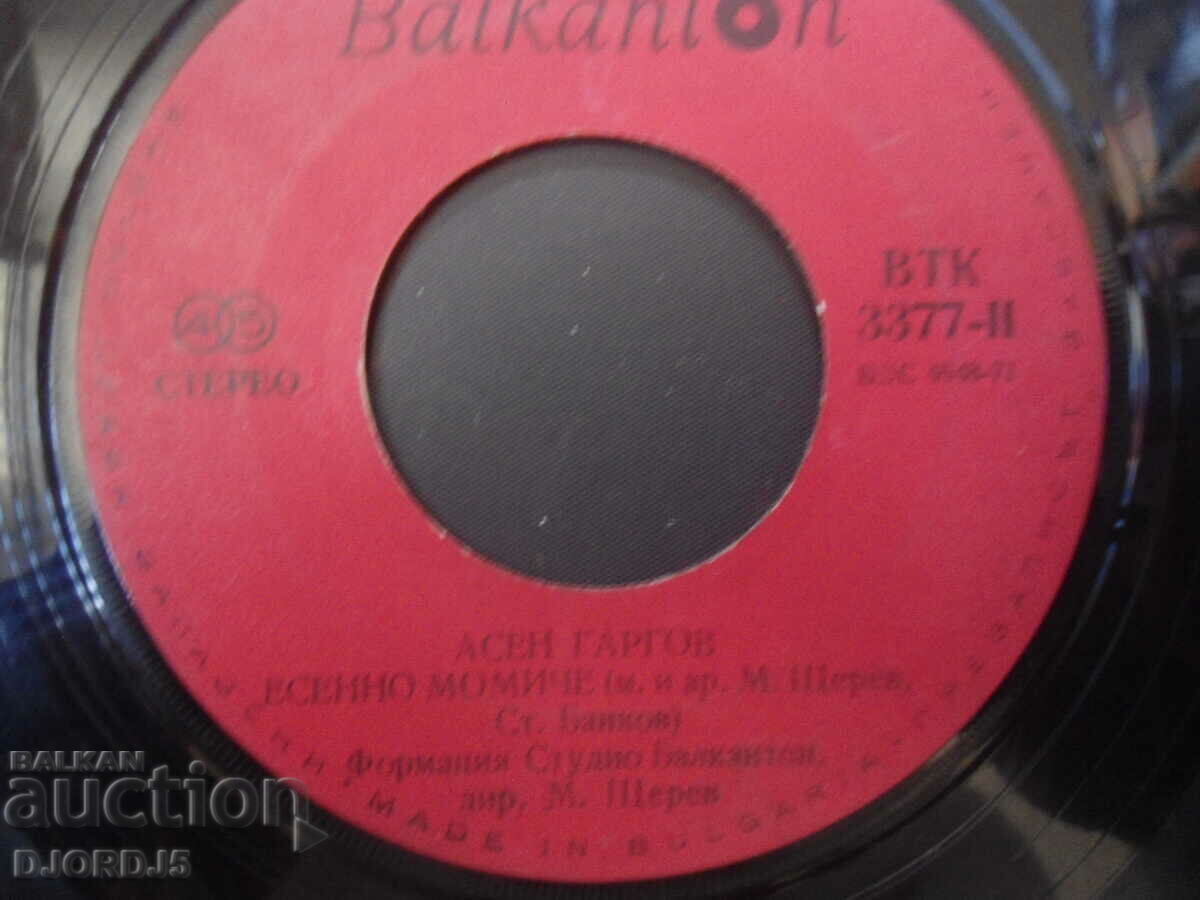 Balkanton
ВТК
3377-II
45
СТЕРЕО
АСЕН ГАРГОВ
ЕСЕННО МОМИЧЕ (м. и ар. М. Щерев,
Ст. Банков)
Формация Студио Балкантон,
дир. М. Щерев
MADE IN BULGARIA
BALKAN
auction
DJORDJ5